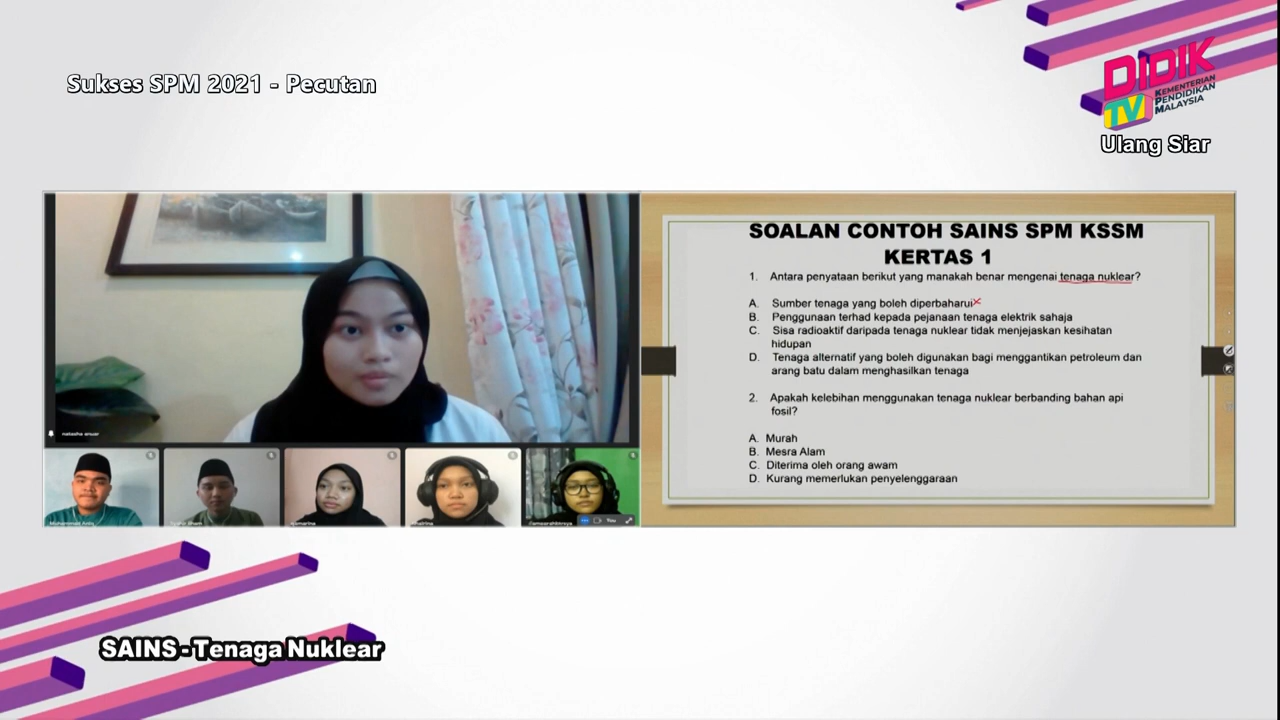 Sukses SPM 2021 - Pecutan
DIDIK
TV
KEMENTERIAN
PENDIDIKAN
MALAYSIA
Ulang Siar
natasha anuar
SOALAN CONTOH SAINS SPM KSSM
KERTAS 1
1. Antara penyataan berikut yang manakah benar mengenai tenaga nuklear?
A. Sumber tenaga yang boleh diperbaharui
B. Penggunaan terhad kepada pejanaan tenaga elektrik sahaja
C. Sisa radioaktif daripada tenaga nuklear tidak menjejaskan kesihatan
hidupan
D. Tenaga alternatif yang boleh digunakan bagi menggantikan petroleum dan
arang batu dalam menghasilkan tenaga
2. Apakah kelebihan menggunakan tenaga nuklear berbanding bahan api
fosil?
A. Murah
B. Mesra Alam
C. Diterima oleh orang awam
D. Kurang memerlukan penyelenggaraan
You
SAINS - Tenaga Nuklear